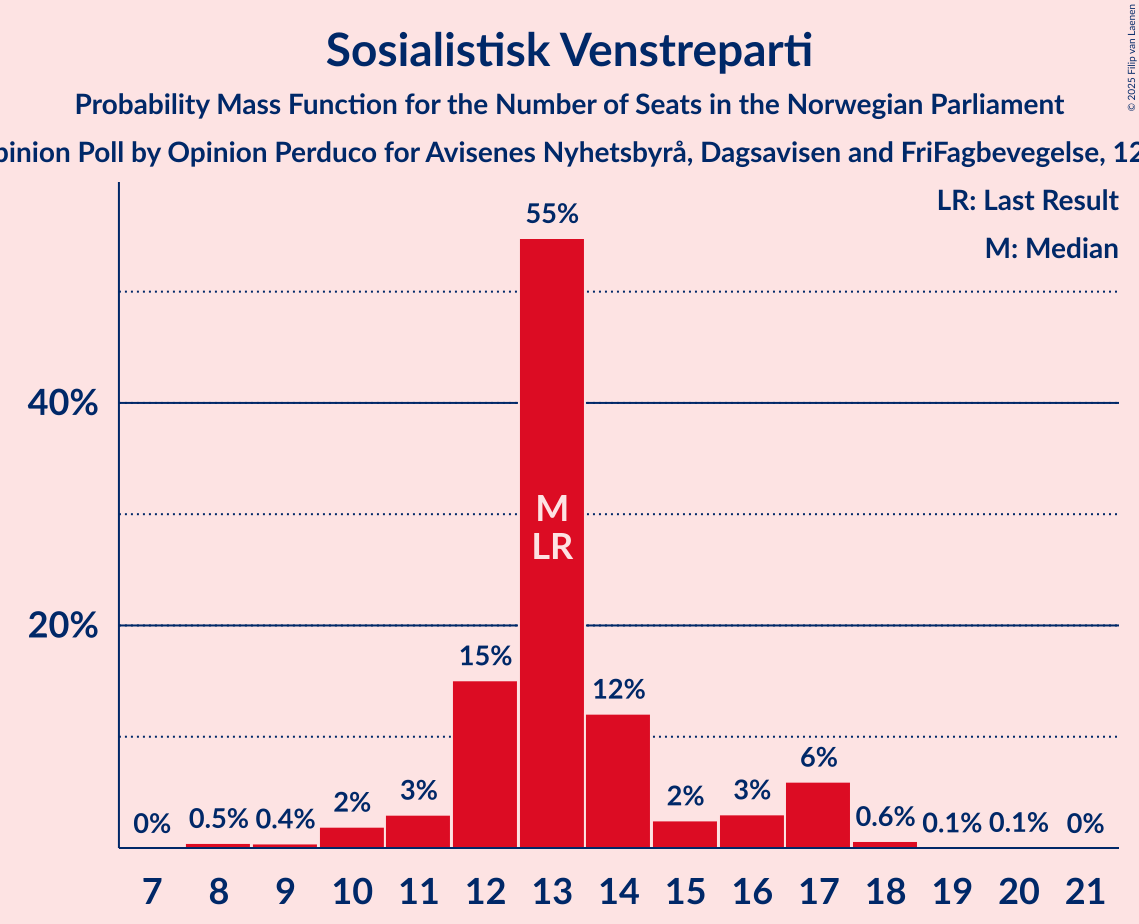 Sosialistisk Venstreparti
Probability Mass Function for the Number of Seats in the Norwegian Parliament
pinion Poll by Opinion Perduco for Avisenes Nyhetsbyrå, Dagsavisen and FriFagbevegelse, 12
© 2025 Filip van Laenen
LR: Last Result
M: Median
55%
40%
M
LR
20%
15%
12%
6%
0% 0.5% 0.4% 2% 3% 2% 3% 0.6% 0.1% 0.1% 0%
7 8 9 10 11 12 13 14 15 16 17 18 19 20 21